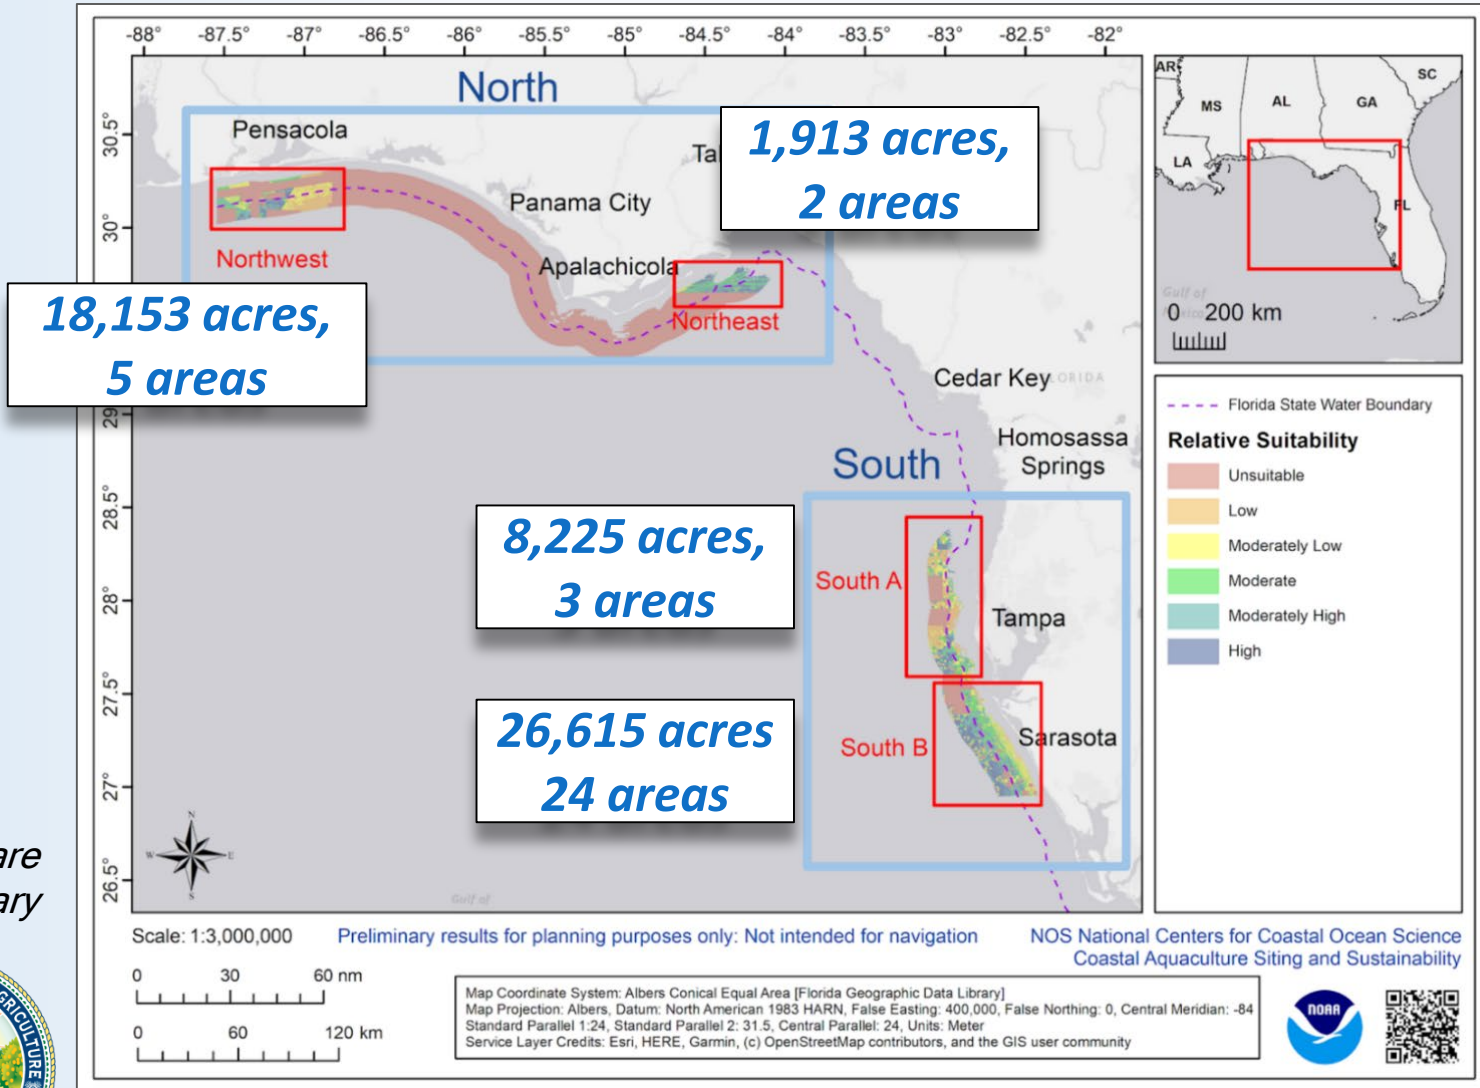 -88° -87.5° -87° -86.5° -86° -85.5° -85° -84.5° -84° -83.5° -83° -82.5° -82°
30.5°
30°
29
28.5°
28°
27.5°
27°
26.5°
North
Pensacola
1,913 acres,
2 areas
Tal
Panama City
Northwest
Apalachicola
Northeast
18,153 acres,
5 areas
Cedar Key
FLORIDA
Homosassa
Springs
South
8,225 acres,
3 areas
South A
Tampa
26,615 acres
24 areas
South B
Sarasota
N
W E
S
Gulf of
AR
SC
MS AL GA
LA
FL
Gulf of
Mexico
0 200 km
Florida State Water Boundary
Relative Suitability
Unsuitable
Low
Moderately Low
Moderate
Moderately High
High
are
ary
AGRICULTURE
Scale: 1:3,000,000
Preliminary results for planning purposes only: Not intended for navigation
NOS National Centers for Coastal Ocean Science
Coastal Aquaculture Siting and Sustainability
0 30 60 nm
0 60 120 km
Map Coordinate System: Albers Conical Equal Area [Florida Geographic Data Library]
Map Projection: Albers, Datum: North American 1983 HARN, False Easting: 400,000, False Northing: 0, Central Meridian: -84
Standard Parallel 1:24, Standard Parallel 2: 31.5, Central Parallel: 24, Units: Meter
Service Layer Credits: Esri, HERE, Garmin, (c) OpenStreetMap contributors, and the GIS user community
NOAA